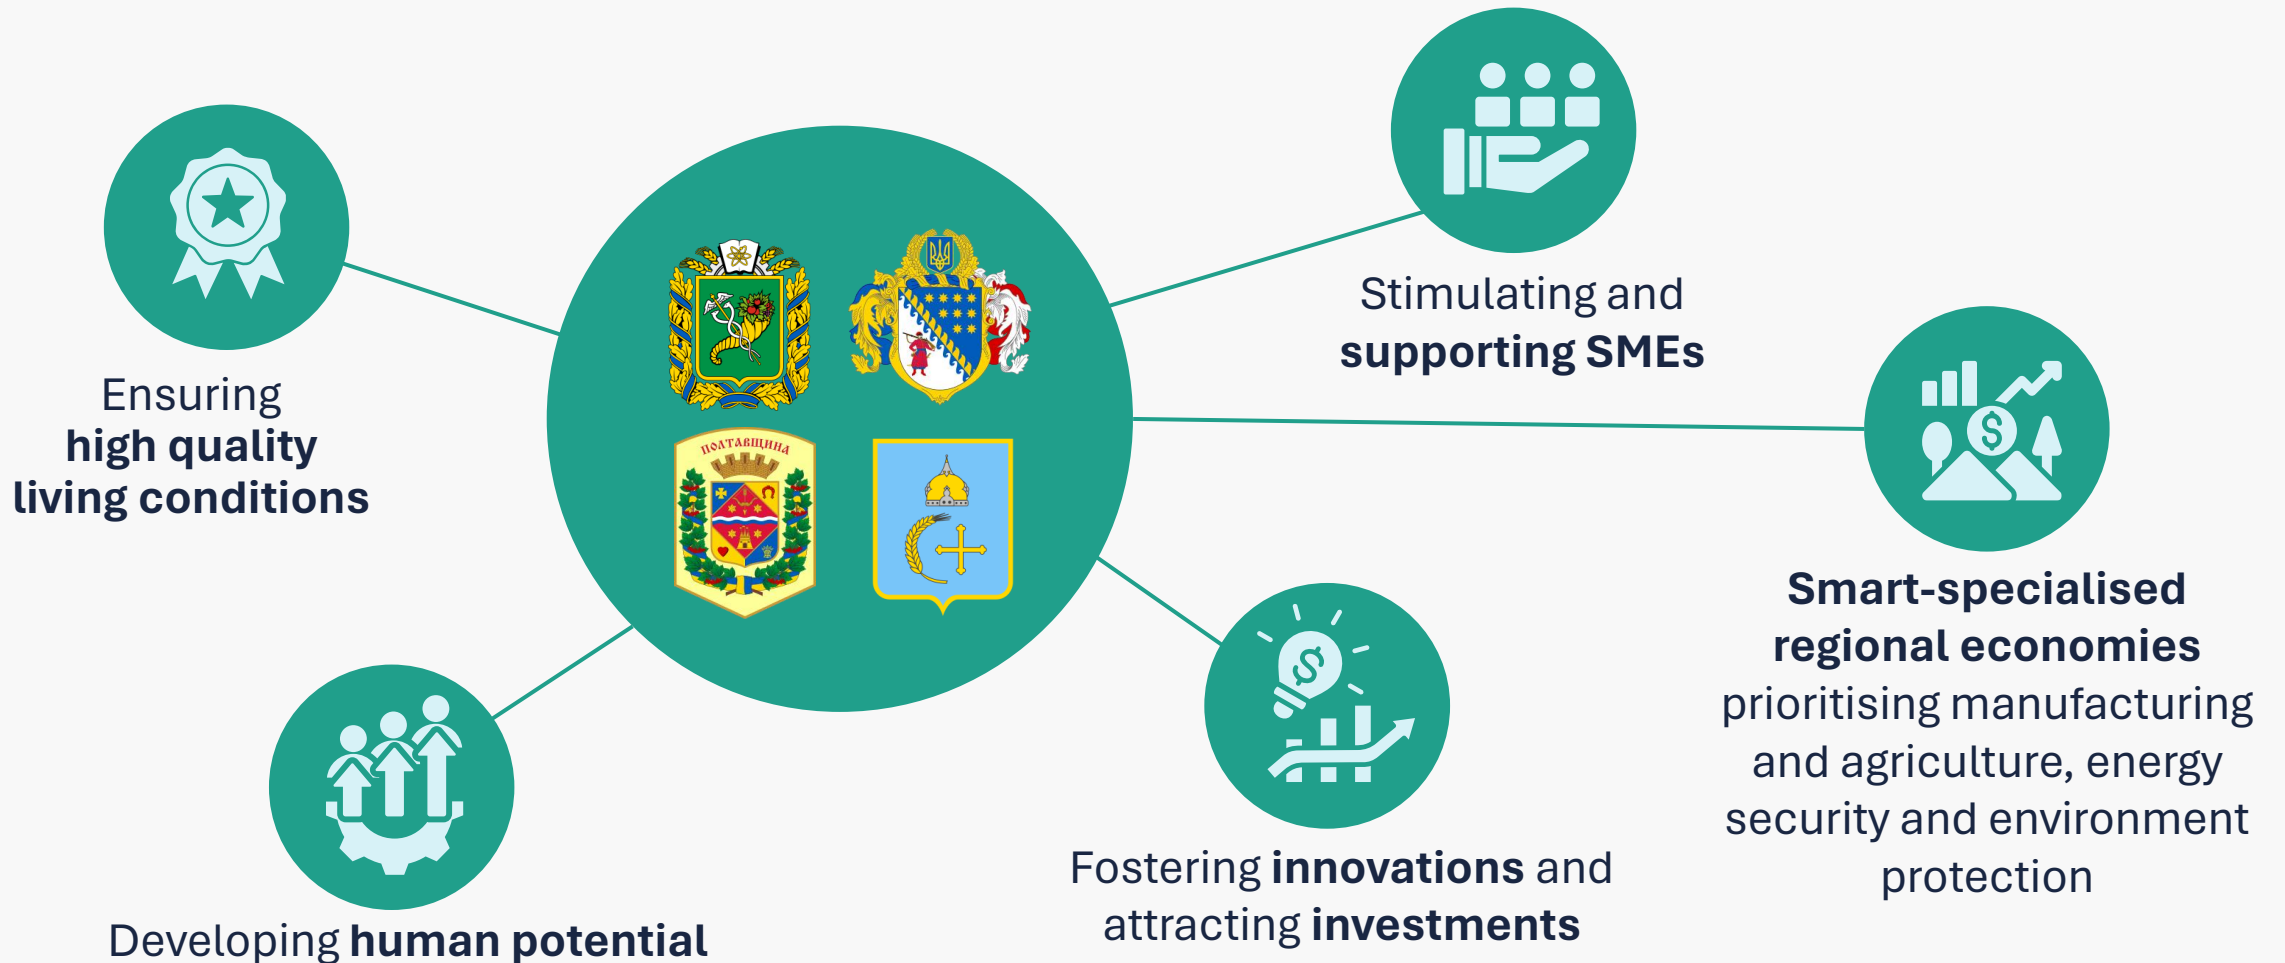 Ensuring
high quality
living conditions
ПОЛТАВЩИНА
Stimulating and
supporting SMEs
Smart-specialised
regional economies
prioritising manufacturing
and agriculture, energy
security and environment
protection
Fostering innovations and
attracting investments
Developing human potential